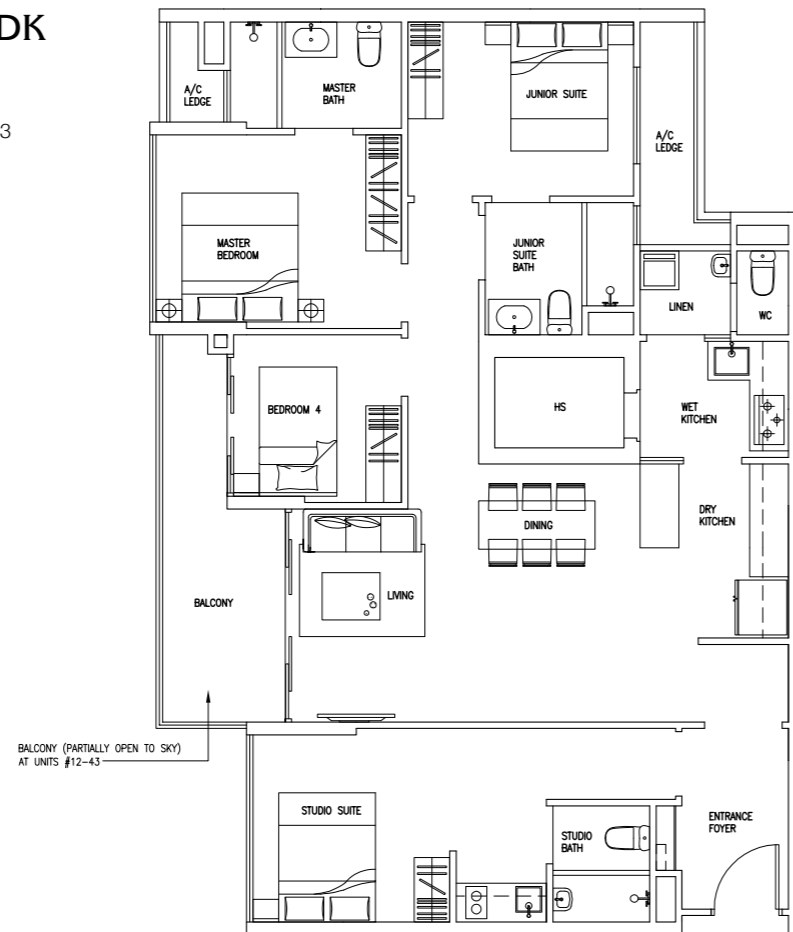 DK
3
A/C
LEDGE
MASTER
BATH
JUNIOR SUITE
A/C
LEDGE
MASTER
BEDROOM
JUNIOR
SUITE
BATH
LINEN
WC
BEDROOM 4
HS
WET
KITCHEN
DINING
DRY
KITCHEN
BALCONY
LIVING
BALCONY (PARTIALLY OPEN TO SKY)
AT UNITS #12-43
STUDIO SUITE
STUDIO
BATH
ENTRANCE
FOYER